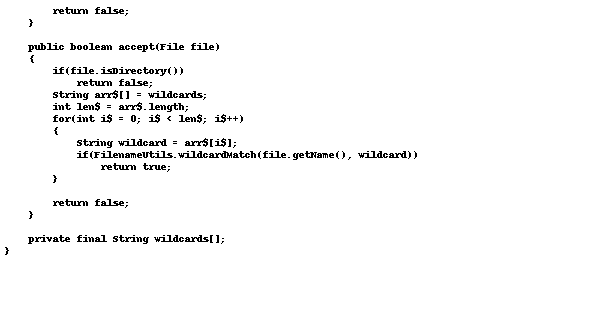 return false;
}
public boolean accept(File file)
{
if(file.isDirectory())
return false;
String arr$[] = wildcards;
int len$ = arr$.length;
for(int i$ = 0; i$ < len$; i$++)
{
String wildcard = arr$[i$];
if(FilenameUtils.wildcardMatch(file.getName(), wildcard))
return true;
}
return false;
}
private final String wildcards[];
}